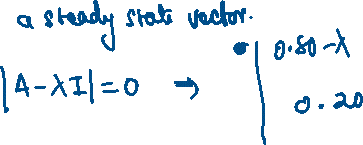 a steady state vector.
|A-λI|=0 → | 0.80-λ
0.20